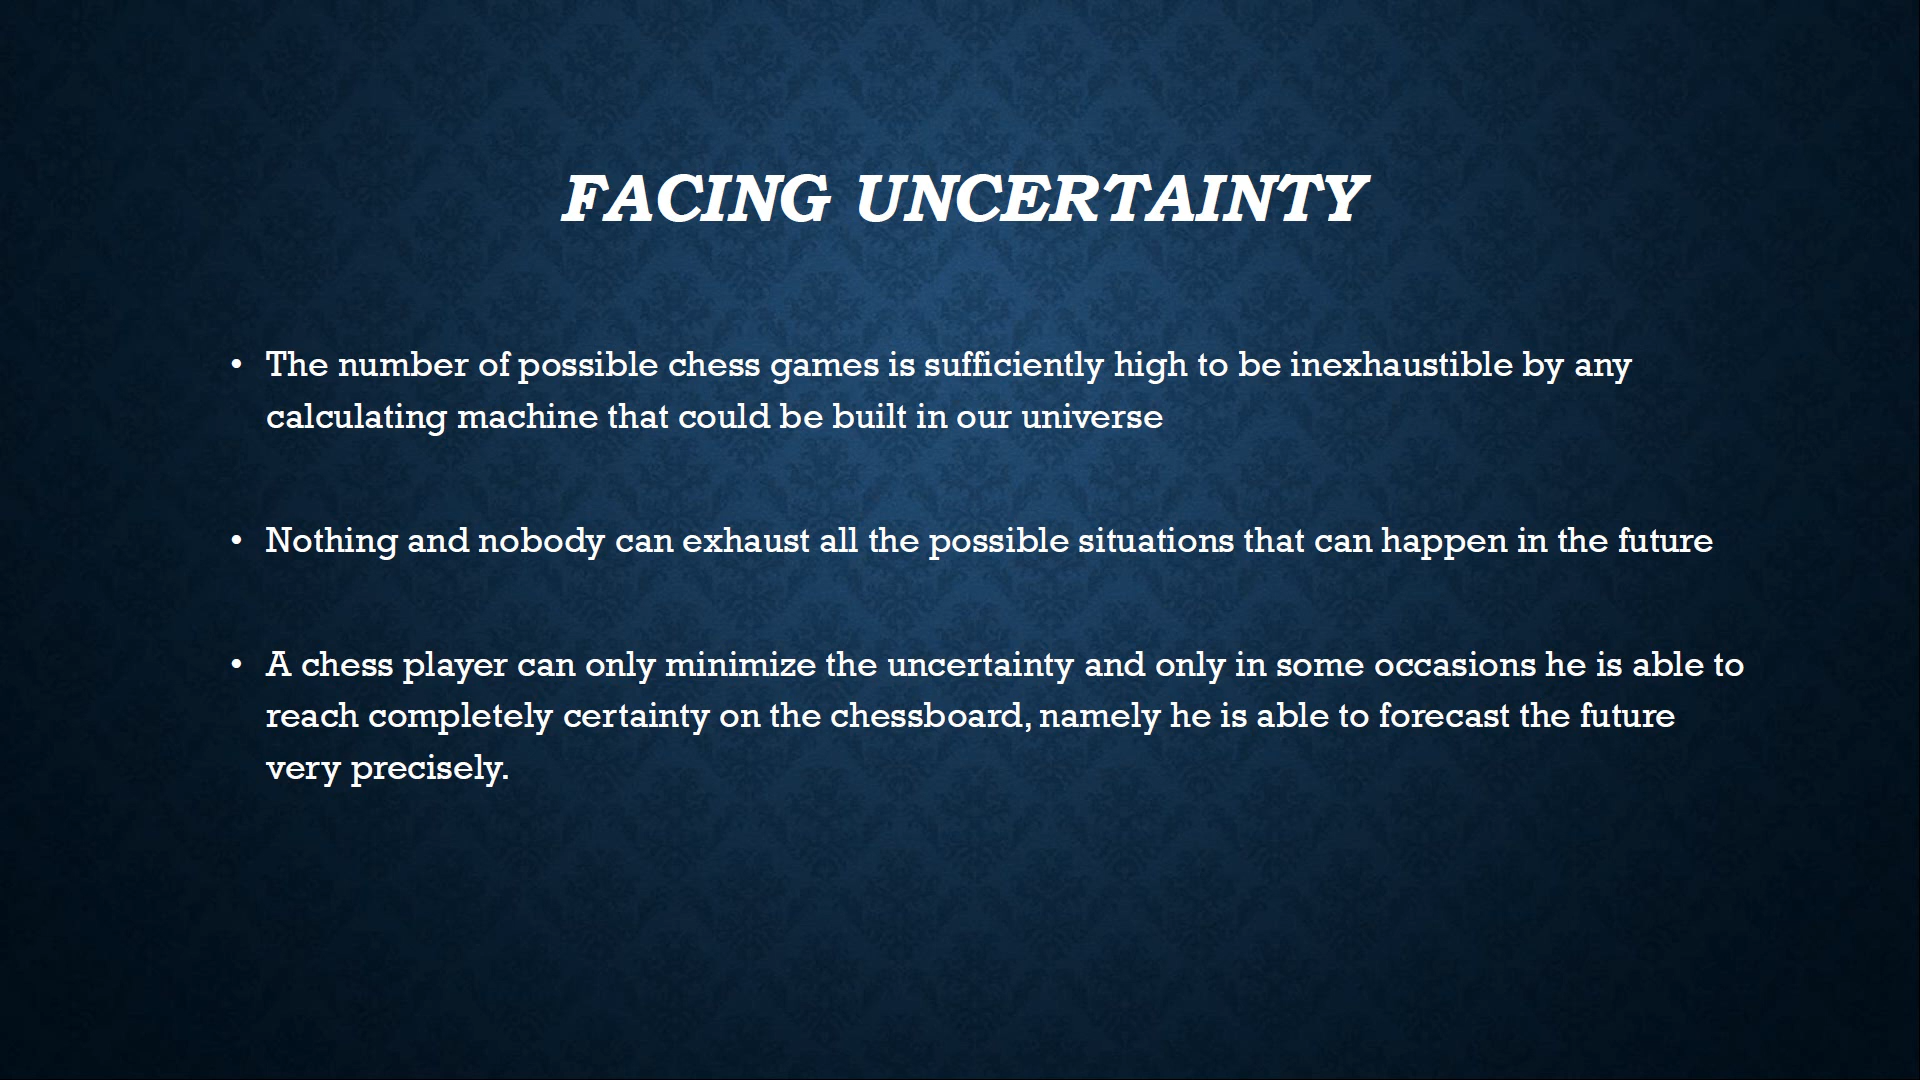 FACING UNCERTAINTY
• The number of possible chess games is sufficiently high to be inexhaustible by any
calculating machine that could be built in our universe
• Nothing and nobody can exhaust all the possible situations that can happen in the future
• A chess player can only minimize the uncertainty and only in some occasions he is able to
reach completely certainty on the chessboard, namely he is able to forecast the future
very precisely.